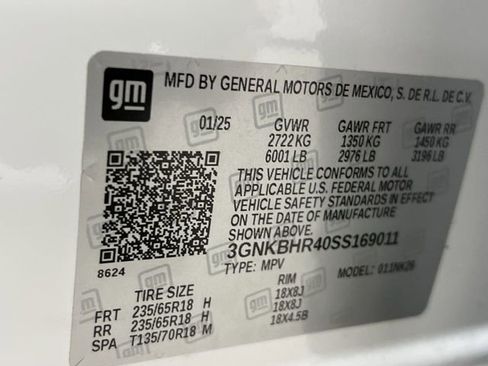 gm
MFD BY GENERAL MOTORS DE MEXICO, S. DE R.L. DE C.V.
01/25 GVWR GAWR FRT GAWR RR
2722 KG 1350 KG 1450 KG
6001 LB 2976 LB 3196 LB
THIS VEHICLE CONFORMS TO ALL
APPLICABLE U.S. FEDERAL MOTOR
VEHICLE SAFETY STANDARDS IN
EFFECT ON THE DATE OF
MANUFACTURE SHOWN ABOVE.
3GNKBHR40SS169011
8624 TYPE: MPV MODEL: 011NK26
TIRE SIZE RIM
FRT 235/65R18 H 18X8J
RR 235/65R18 H 18X8J
SPA T135/70R18 M 18X4.5B